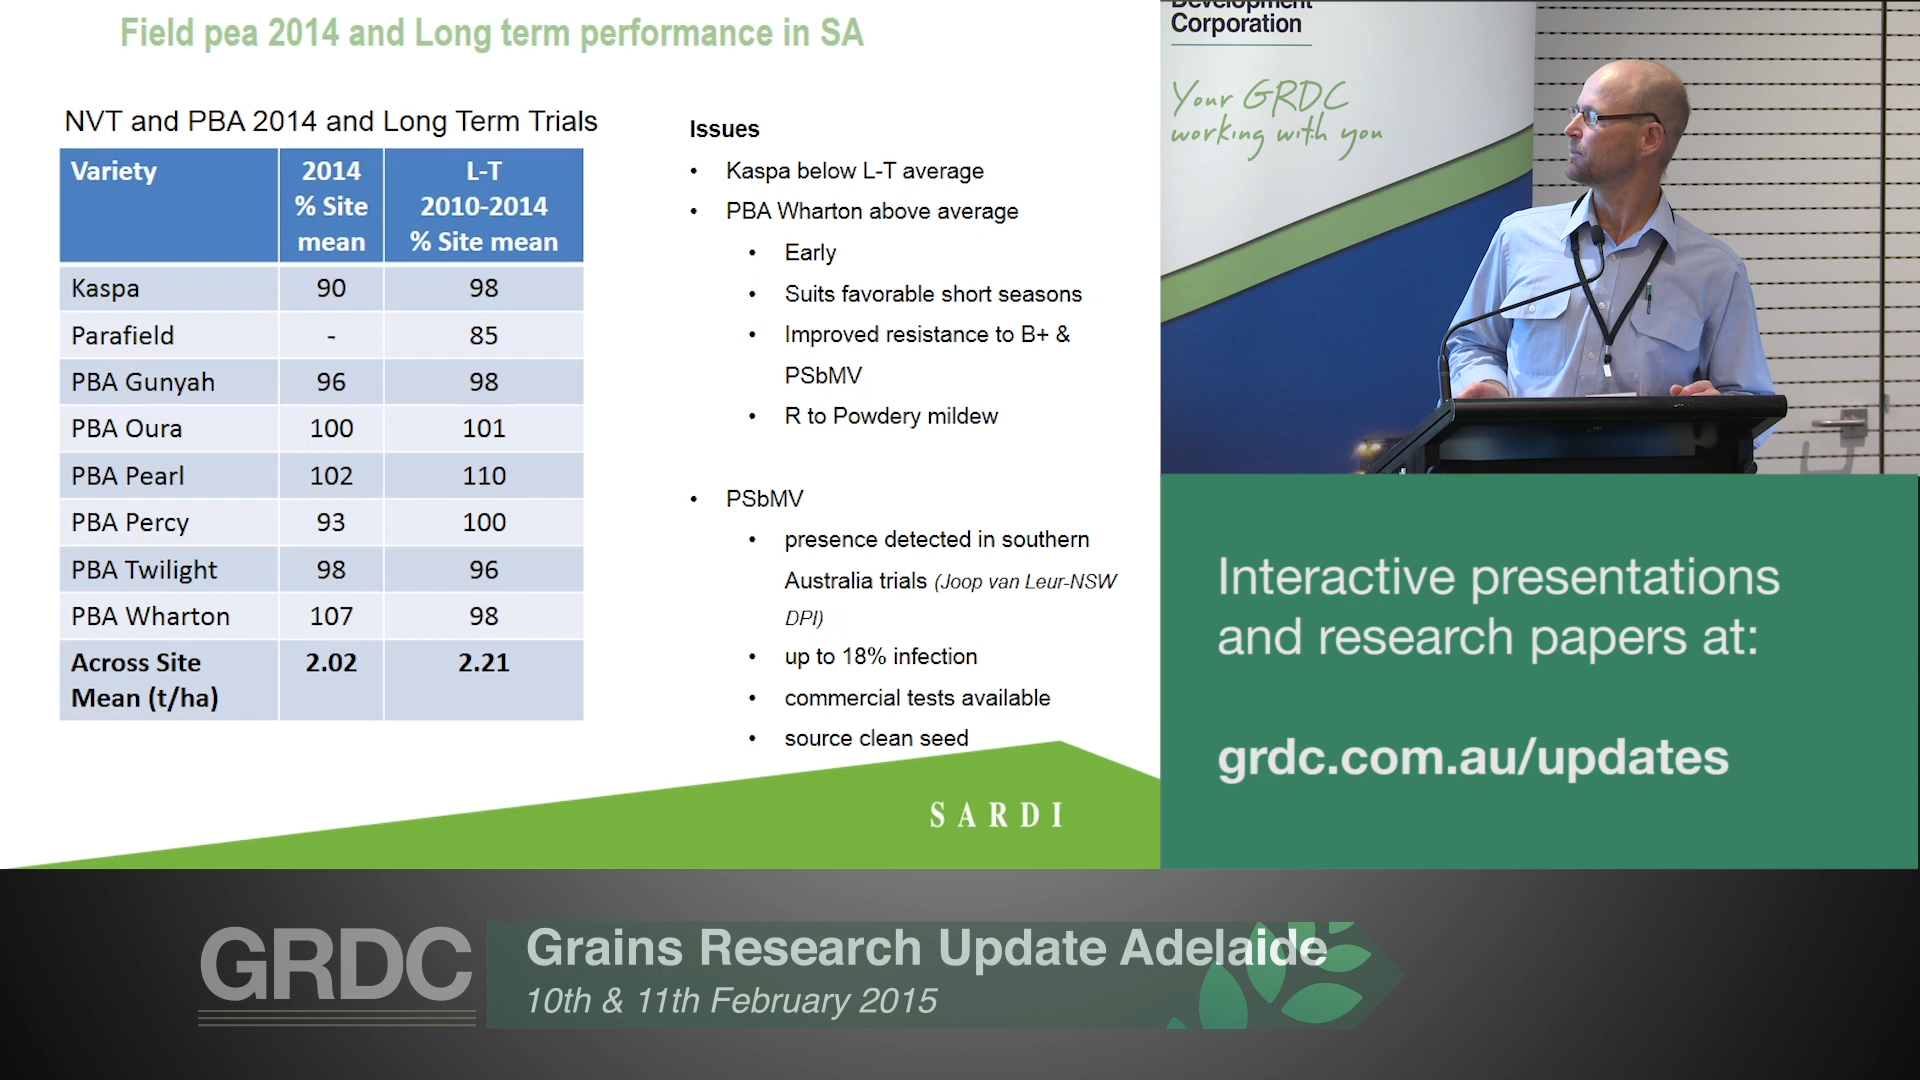 Field pea 2014 and Long term performance in SA
NVT and PBA 2014 and Long Term Trials
Variety
2014
% Site
mean
L-T
2010-2014
% Site mean
Kaspa 90 98
Parafield - 85
PBA Gunyah 96 98
PBA Oura 100 101
PBA Pearl 102 110
PBA Percy 93 100
PBA Twilight 98 96
PBA Wharton 107 98
Across Site 2.02 2.21
Mean (t/ha)
Issues
• Kaspa below L-T average
• PBA Wharton above average
• Early
• Suits favorable short seasons
• Improved resistance to B+ &
PSbMV
• R to Powdery mildew
• PSbMV
• presence detected in southern
Australia trials (Joop van Leur-NSW
DPI)
• up to 18% infection
• commercial tests available
• source clean seed
SARDI
Development
Corporation
Your GRDC
working with you
Interactive presentations
and research papers at:
grdc.com.au/updates
GRDC
Grains Research Update Adelaide
10th & 11th February 2015